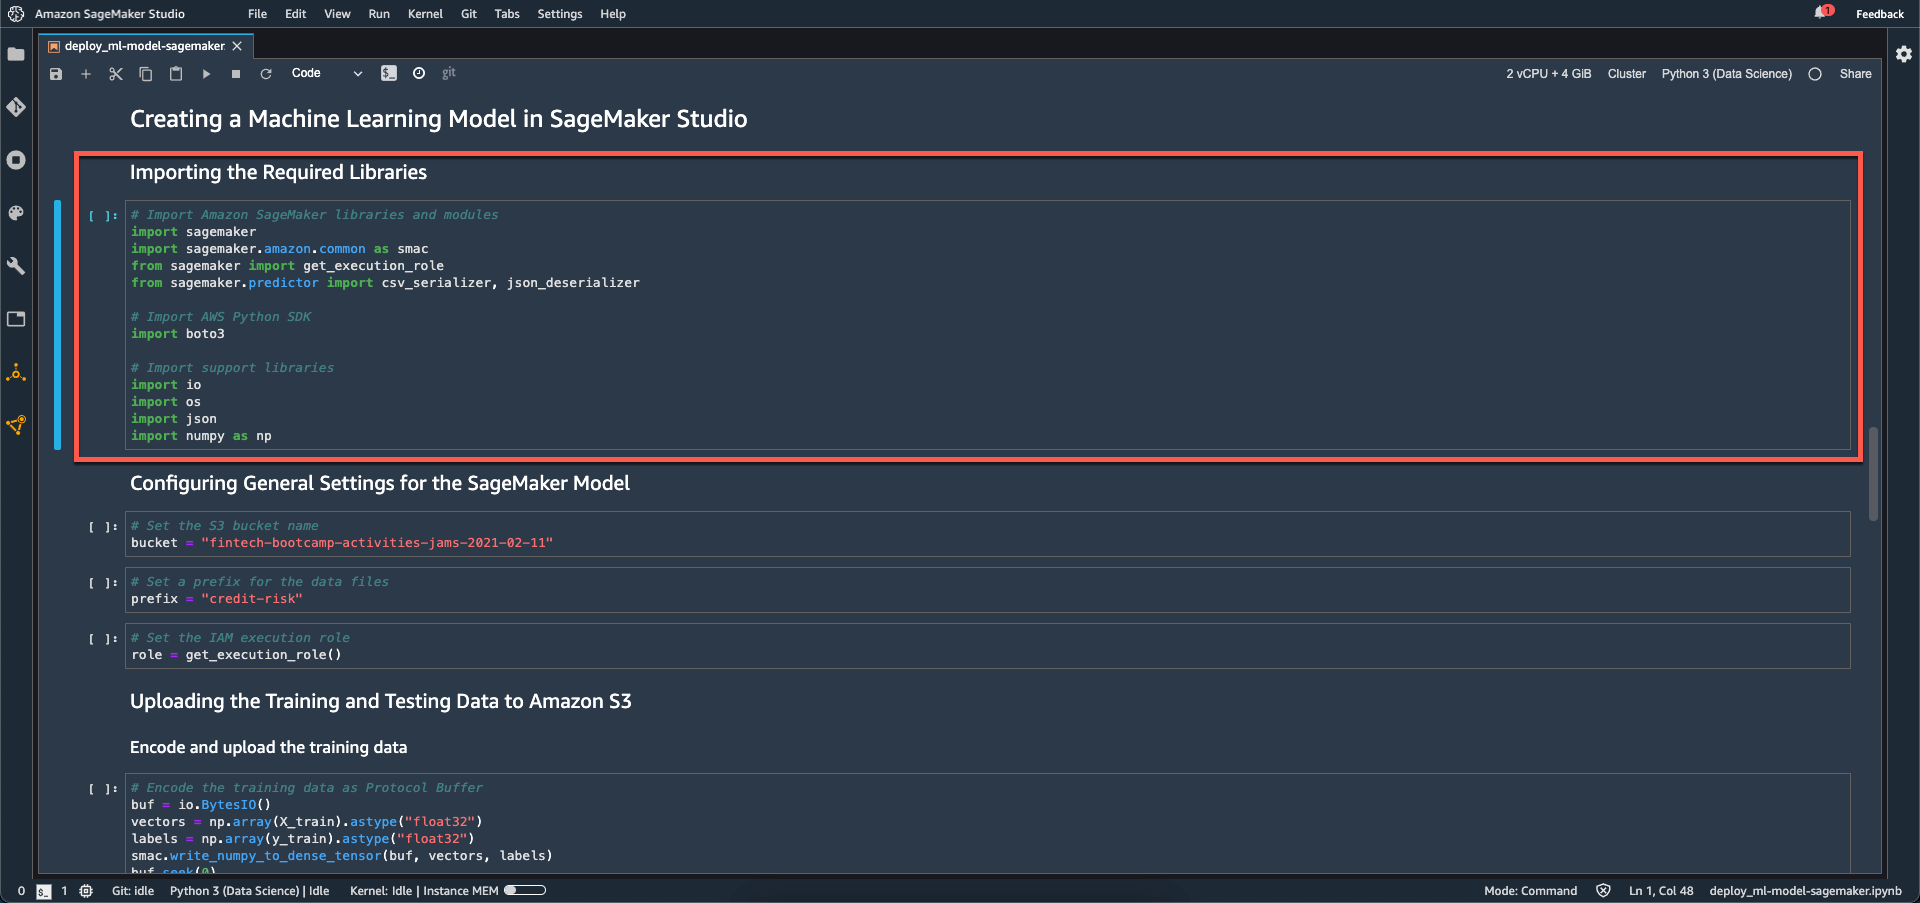 Amazon SageMaker Studio File Edit View Run Kernel Git Tabs Settings Help 1 Feedback
deploy_ml-model-sagemaker
Code git 2 vCPU + 4 GiB Cluster Python 3 (Data Science) Share
Creating a Machine Learning Model in SageMaker Studio
Importing the Required Libraries
[ ]: # Import Amazon SageMaker libraries and modules
import sagemaker
import sagemaker.amazon.common as smac
from sagemaker import get_execution_role
from sagemaker.predictor import csv_serializer, json_deserializer
# Import AWS Python SDK
import boto3
# Import support libraries
import io
import os
import json
import numpy as np
Configuring General Settings for the SageMaker Model
[ ]: # Set the S3 bucket name
bucket = "fintech-bootcamp-activities-jams-2021-02-11"
[ ]: # Set a prefix for the data files
prefix = "credit-risk"
[ ]: # Set the IAM execution role
role = get_execution_role()
Uploading the Training and Testing Data to Amazon S3
Encode and upload the training data
[ ]: # Encode the training data as Protocol Buffer
buf = io.BytesIO()
vectors = np.array(X_train).astype("float32")
labels = np.array(y_train).astype("float32")
smac.write_numpy_to_dense_tensor(buf, vectors, labels)
buf.seek(0)
0 $_ 1 Git: idle Python 3 (Data Science) | Idle Kernel: Idle | Instance MEM Mode: Command Ln 1, Col 48 deploy_ml-model-sagemaker.ipynb